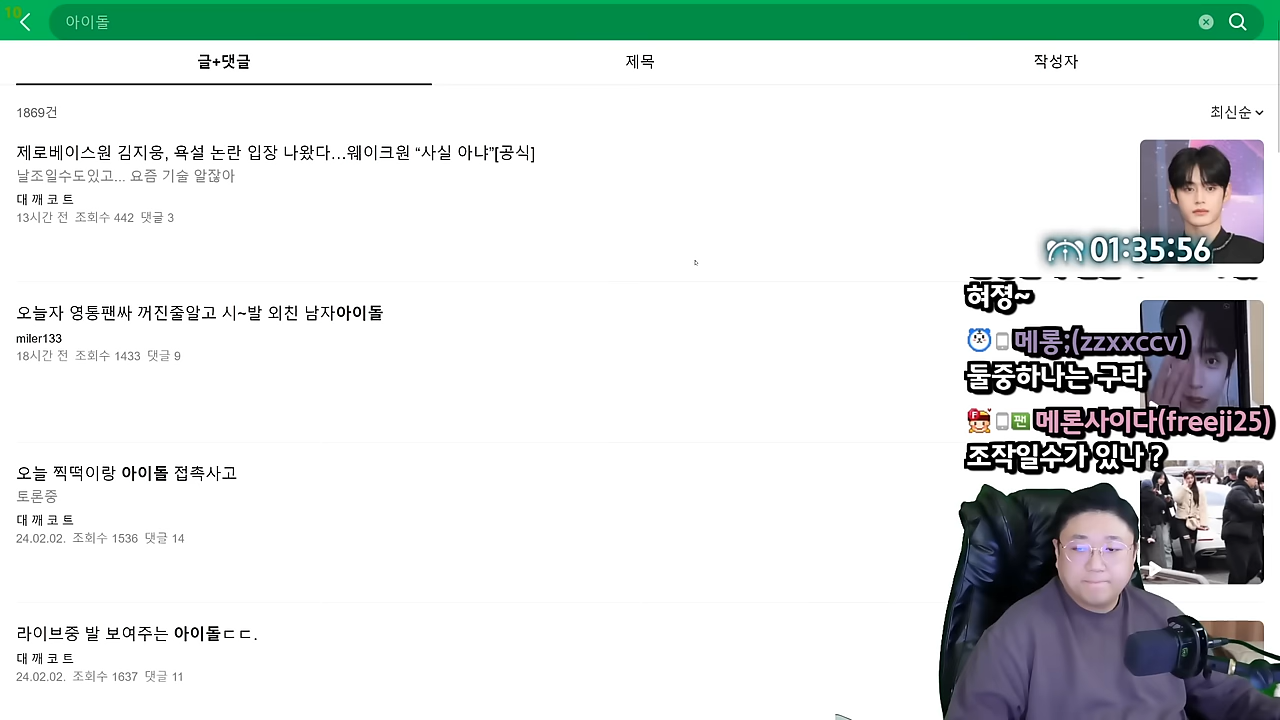 10
아이돌
글+댓글
제목
작성자
1869건
최신순
제로베이스원 김지웅, 욕설 논란 입장 나왔다…웨이크원 “사실 아냐”[공식]
날조일수도있고... 요즘 기술 알잖아
대 깨 코 트
13시간 전 조회수 442 댓글 3
01:35:56
혀졍~
오늘자 영통팬싸 꺼진줄알고 시~발 외친 남자아이돌
miler133
18시간 전 조회수 1433 댓글 9
메롱;(zzxxccv)
둘중하나는 구라
팬 메론사이다(freeji25)
조작일수가 있나?
오늘 찍떡이랑 아이돌 접촉사고
토론중
대 깨 코 트
24.02.02. 조회수 1536 댓글 14
라이브중 발 보여주는 아이돌ㄷㄷ.
대 깨 코 트
24.02.02. 조회수 1637 댓글 11